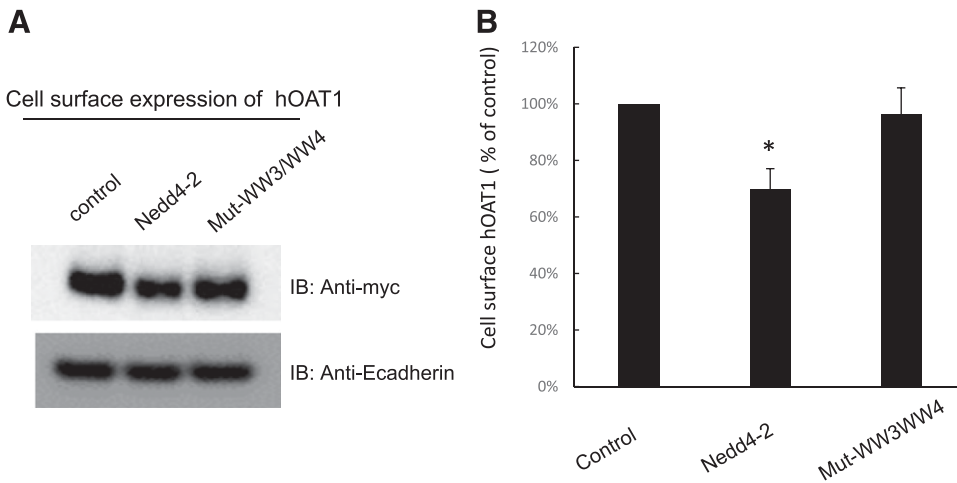 A
Cell surface expression of hOAT1
control
Nedd4-2
Mut-WW3/WW4
IB: Anti-myc
IB: Anti-Ecadherin
B
Cell surface hOAT1 ( % of control)
120%
100%
80%
60%
40%
20%
0%
*
Control
Nedd4-2
Mut-WW3WW4